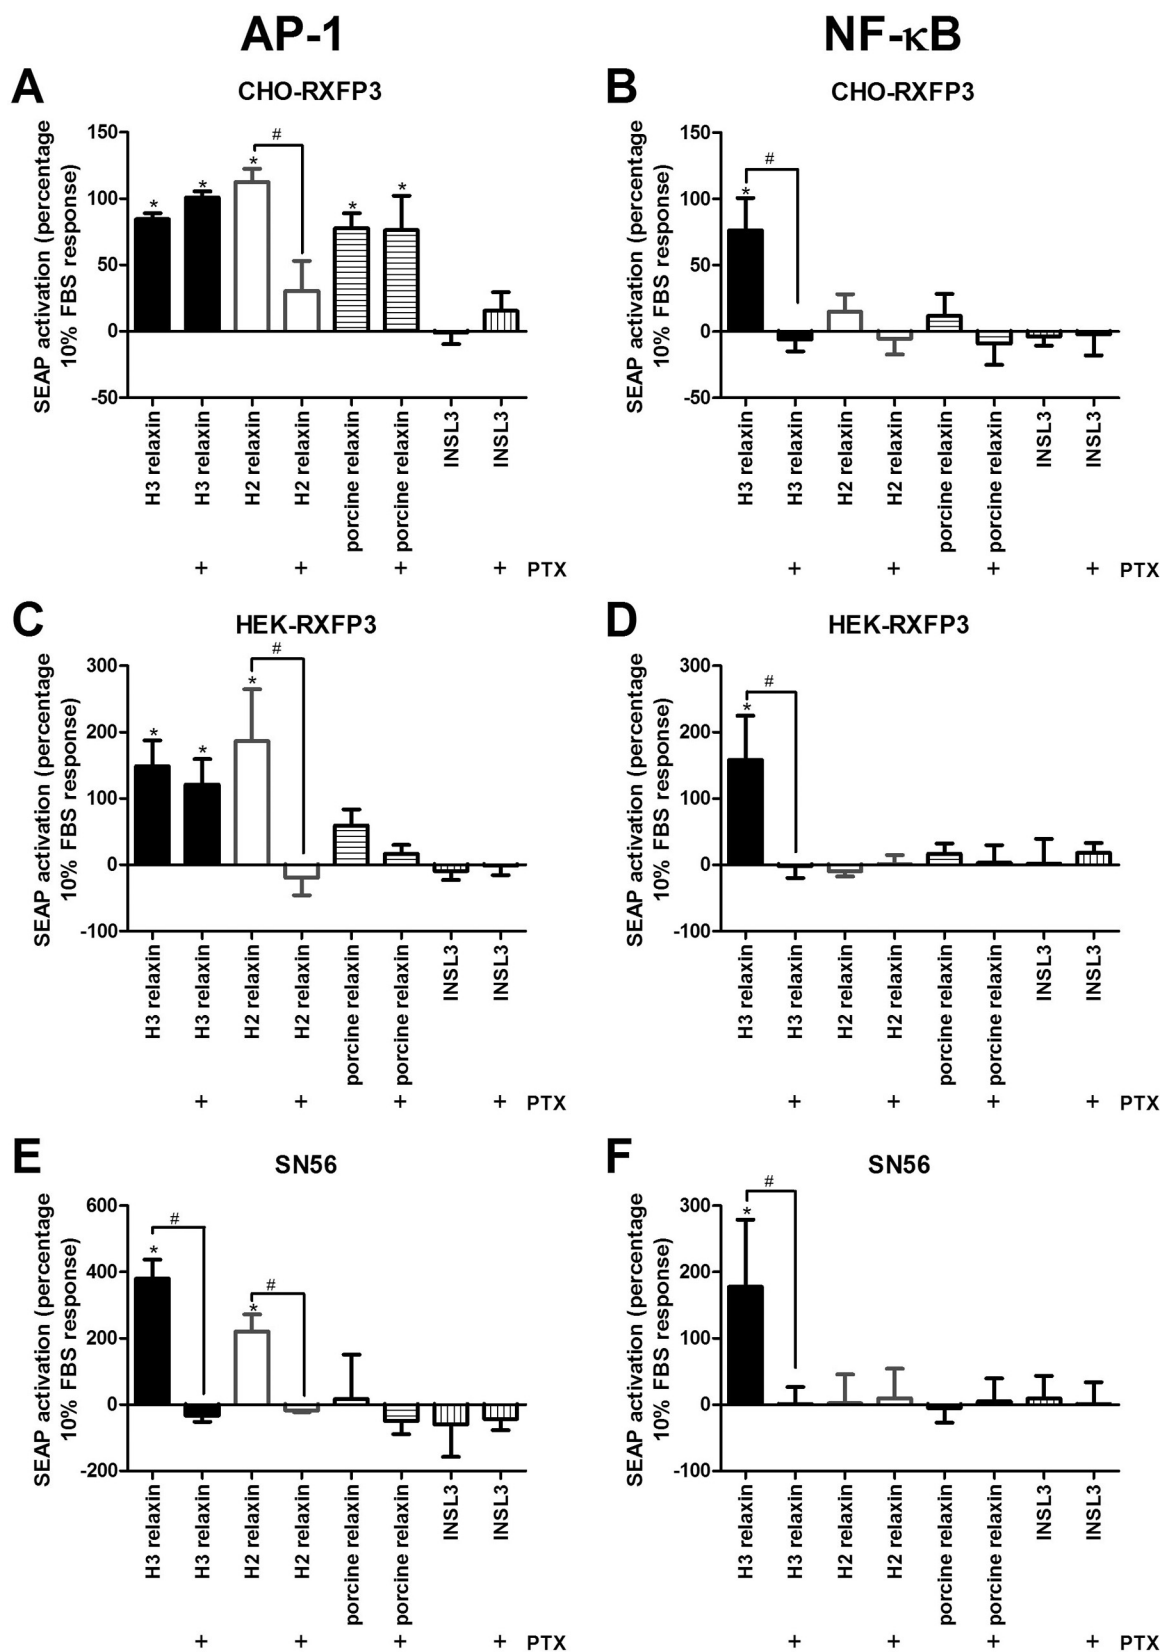 AP-1
NF-κB
A
CHO-RXFP3
SEAP activation (percentage
10% FBS response)
150
100
50
0
-50
*
*
*
#
*
*
H3 relaxin
H3 relaxin
H2 relaxin
H2 relaxin
porcine relaxin
porcine relaxin
INSL3
INSL3
+ + + + PTX
B
CHO-RXFP3
SEAP activation (percentage
10% FBS response)
150
100
50
0
-50
*
#
H3 relaxin
H3 relaxin
H2 relaxin
H2 relaxin
porcine relaxin
porcine relaxin
INSL3
INSL3
+ + + + PTX
C
HEK-RXFP3
SEAP activation (percentage
10% FBS response)
300
200
100
0
-100
*
*
*
#
H3 relaxin
H3 relaxin
H2 relaxin
H2 relaxin
porcine relaxin
porcine relaxin
INSL3
INSL3
+ + + + PTX
D
HEK-RXFP3
SEAP activation (percentage
10% FBS response)
300
200
100
0
-100
*
#
H3 relaxin
H3 relaxin
H2 relaxin
H2 relaxin
porcine relaxin
porcine relaxin
INSL3
INSL3
+ + + + PTX
E
SN56
SEAP activation (percentage
10% FBS response)
600
400
200
0
-200
*
#
*
#
H3 relaxin
H3 relaxin
H2 relaxin
H2 relaxin
porcine relaxin
porcine relaxin
INSL3
INSL3
+ + + + PTX
F
SN56
SEAP activation (percentage
10% FBS response)
300
200
100
0
-100
*
#
H3 relaxin
H3 relaxin
H2 relaxin
H2 relaxin
porcine relaxin
porcine relaxin
INSL3
INSL3
+ + + + PTX